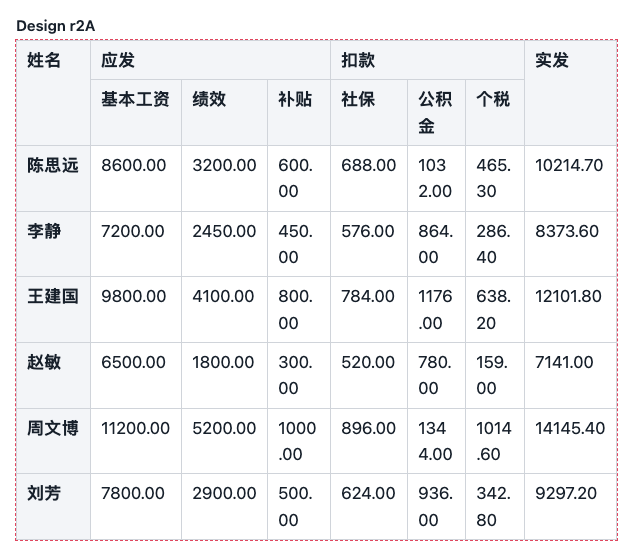 Design r2A
姓名 应发 扣款 实发
基本工资 绩效 补贴 社保 公积金 个税
陈思远 8600.00 3200.00 600.00 688.00 1032.00 465.30 10214.70
李静 7200.00 2450.00 450.00 576.00 864.00 286.40 8373.60
王建国 9800.00 4100.00 800.00 784.00 1176.00 638.20 12101.80
赵敏 6500.00 1800.00 300.00 520.00 780.00 159.00 7141.00
周文博 11200.00 5200.00 1000.00 896.00 1344.00 1014.60 14145.40
刘芳 7800.00 2900.00 500.00 624.00 936.00 342.80 9297.20